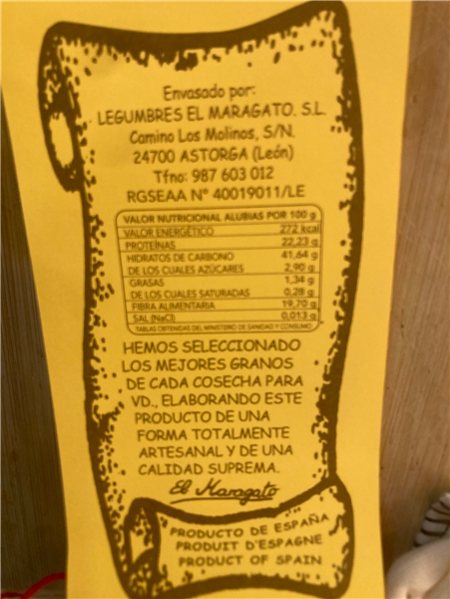 Envasado por:
LEGUMBRES EL MARAGATO, S.L.
Camino Los Molinos, S/N.
24700 ASTORGA (León)
Tfno: 987 603 012
RGSEAA Nº 40019011/LE
VALOR NUTRICIONAL ALUBIAS POR 100 g
VALOR ENERGÉTICO 272 kcal
PROTEÍNAS 22,23 g
HIDRATOS DE CARBONO 41,64 g
DE LOS CUALES AZÚCARES 2,90 g
GRASAS 1,34 g
DE LOS CUALES SATURADAS 0,28 g
FIBRA ALIMENTARIA 19,70 g
SAL (NaCl) 0,013 g
TABLAS OBTENIDAS DEL MINISTERIO DE SANIDAD Y CONSUMO
HEMOS SELECCIONADO
LOS MEJORES GRANOS
DE CADA COSECHA PARA
VD., ELABORANDO ESTE
PRODUCTO DE UNA
FORMA TOTALMENTE
ARTESANAL Y DE UNA
CALIDAD SUPREMA.
El Maragato
PRODUCTO DE ESPAÑA
PRODUIT D'ESPAGNE
PRODUCT OF SPAIN